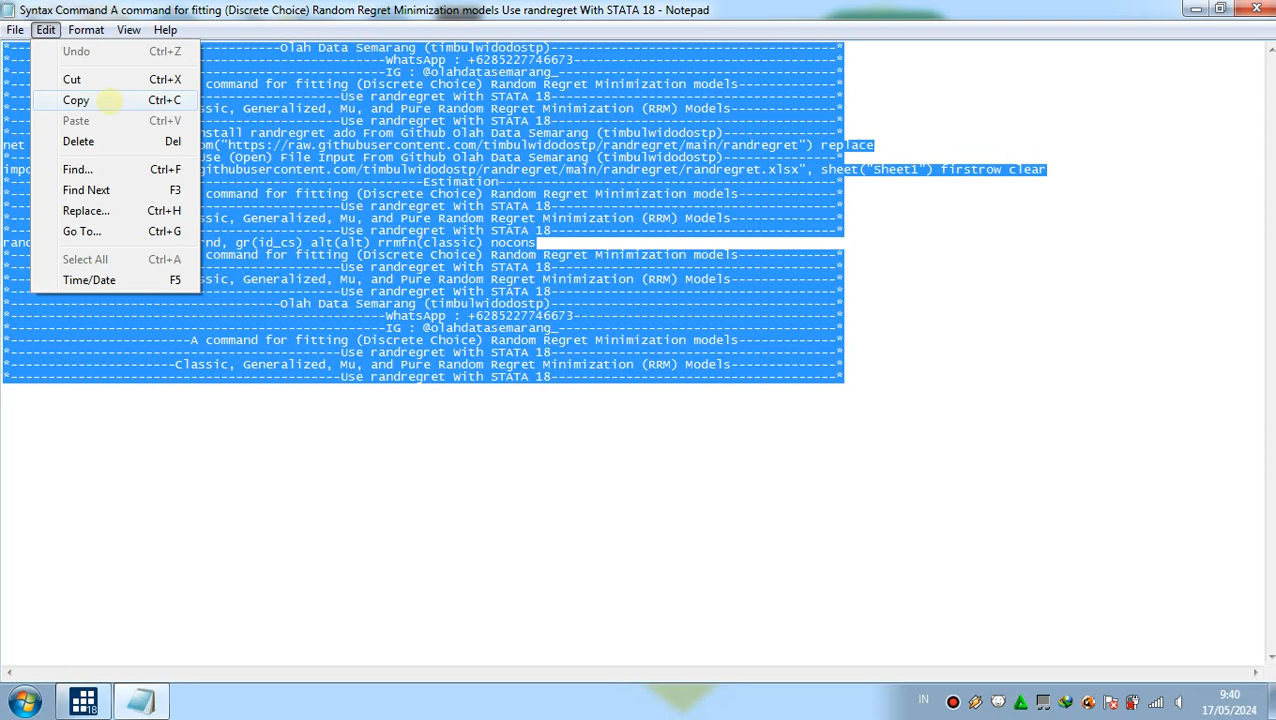 Syntax Command A command for fitting (Discrete Choice) Random Regret Minimization models Use randregret With STATA 18 - Notepad
File Edit Format View Help
*------------------------------------Olah Data Semarang (timbulwidodostp)--------------------------------------*
*--------------------------------------------------WhatsApp : +6285227746673-----------------------------------*
*--------------------------------------------------IG : @olahdatasemarang_-------------------------------------*
command for fitting (Discrete Choice) Random Regret Minimization models-------------*
*--------------------------------------------Use randregret With STATA 18--------------------------------------*
Generalized, Mu, and Pure Random Regret Minimization (RRM) Models--------------*
install randregret ado From Github Olah Data Semarang (timbulwidodostp)---------------*
net om("https://raw.githubusercontent.com/timbulwidodostp/randregret/main/randregret") replace
Use (Open) File Input From Github Olah Data Semarang (timbulwidodostp)---------------*
impo githubusercontent.com/timbulwidodostp/randregret/main/randregret/randregret.xlsx", sheet("Sheet1") firstrow clear
Estimation-----------------------------------------------*
command for fitting (Discrete Choice) Random Regret Minimization models-------------*
Use randregret With STATA 18--------------------------------------*
Generalized, Mu, and Pure Random Regret Minimization (RRM) Models--------------*
Use randregret With STATA 18--------------------------------------*
rand rnd, gr(id_cs) alt(alt) rrmfn(classic) nocons
command for fitting (Discrete Choice) Random Regret Minimization models-------------*
Use randregret With STATA 18--------------------------------------*
Generalized, Mu, and Pure Random Regret Minimization (RRM) Models--------------*
Use randregret With STATA 18--------------------------------------*
*------------------------------------Olah Data Semarang (timbulwidodostp)--------------------------------------*
*--------------------------------------------------WhatsApp : +6285227746673-----------------------------------*
*--------------------------------------------------IG : @olahdatasemarang_-------------------------------------*
*------------------------A command for fitting (Discrete Choice) Random Regret Minimization models-------------*
*--------------------------------------------Use randregret With STATA 18--------------------------------------*
*----------------------Classic, Generalized, Mu, and Pure Random Regret Minimization (RRM) Models--------------*
*--------------------------------------------Use randregret With STATA 18--------------------------------------*
Undo Ctrl+Z
Cut Ctrl+X
Copy Ctrl+C
Paste Ctrl+V
Delete Del
Find... Ctrl+F
Find Next F3
Replace... Ctrl+H
Go To... Ctrl+G
Select All Ctrl+A
Time/Date F5
18
IN
9:40
17/05/2024